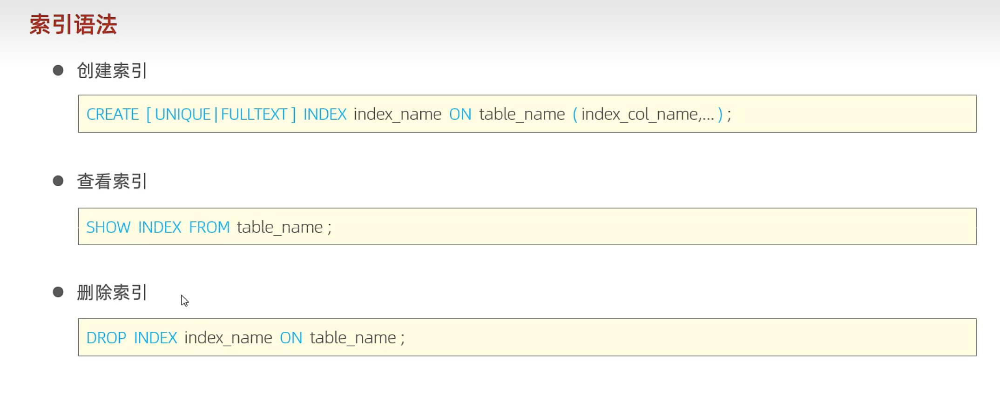 索引语法
创建索引
CREATE [ UNIQUE | FULLTEXT ] INDEX index_name ON table_name ( index_col_name,... ) ;
查看索引
SHOW INDEX FROM table_name ;
删除索引
DROP INDEX index_name ON table_name ;